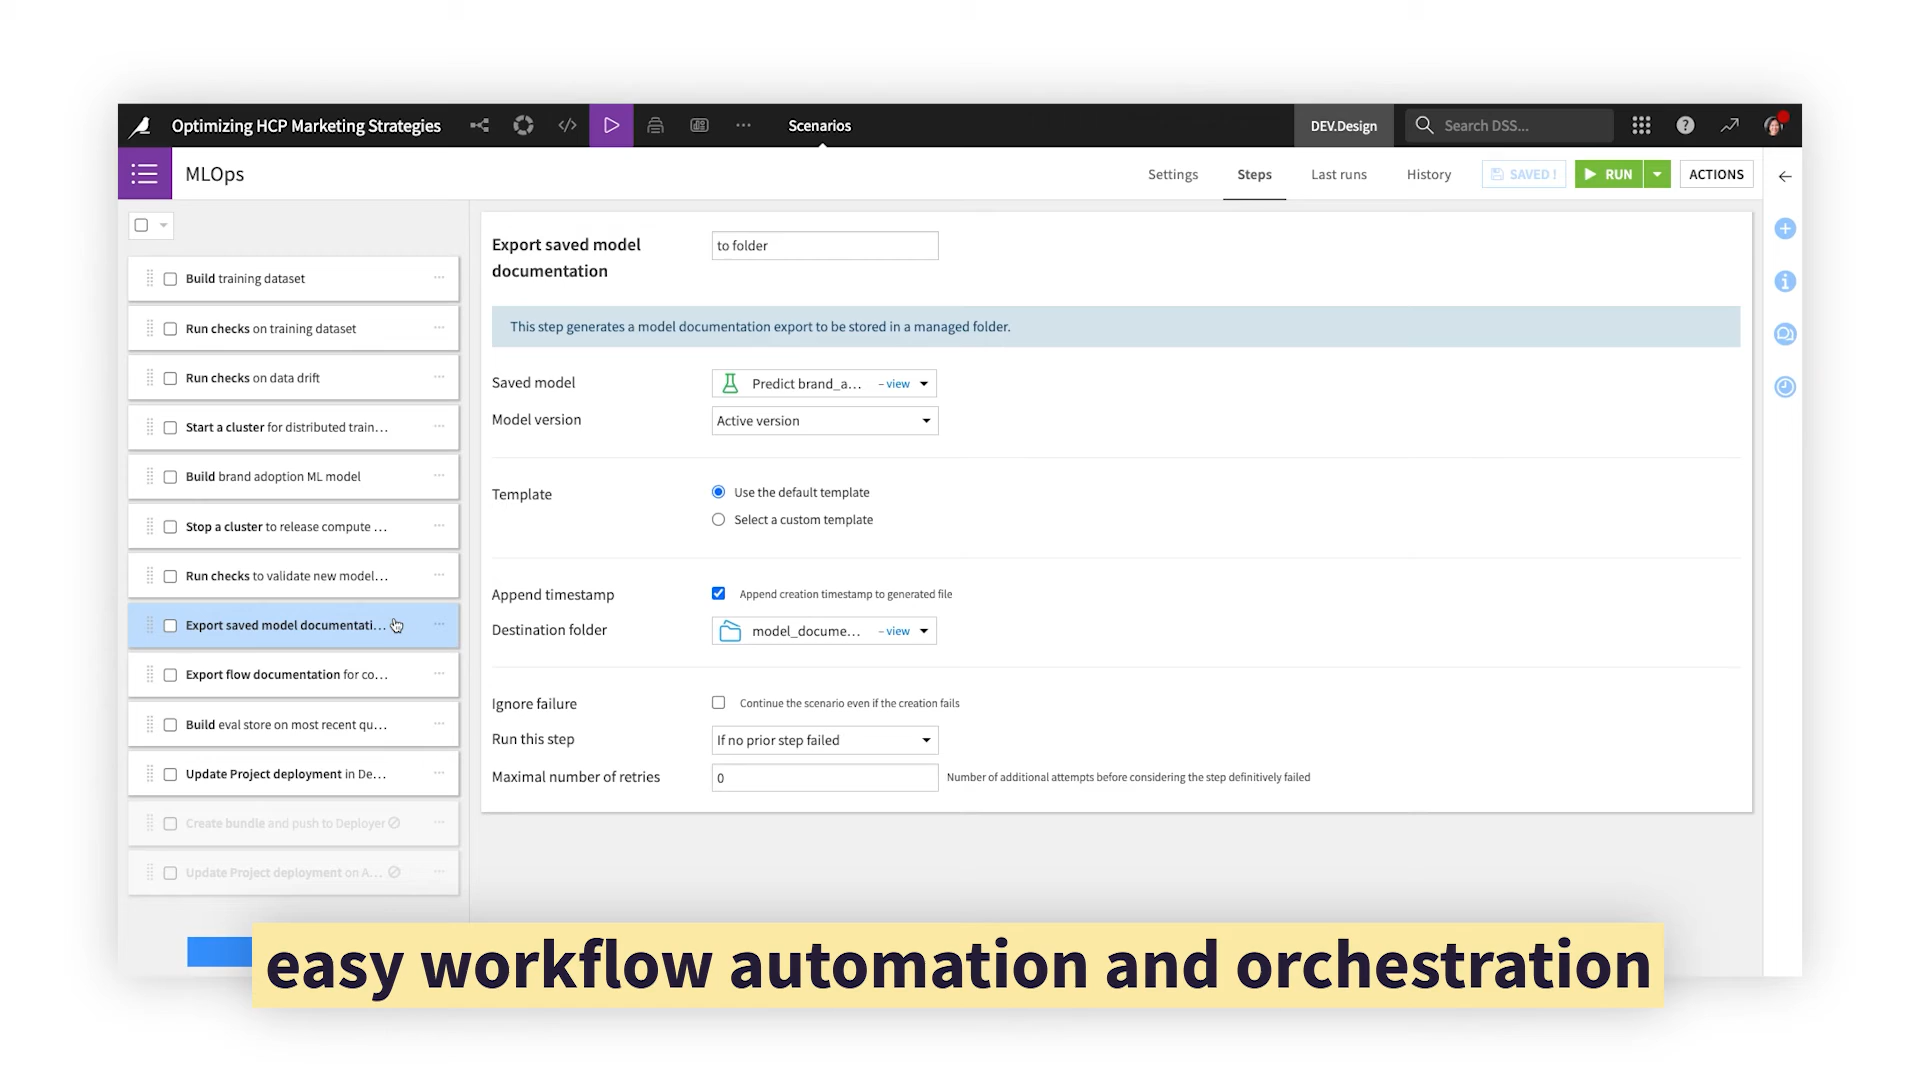 Optimizing HCP Marketing Strategies
Scenarios
DEV.Design
Search DSS...
MLOps
Settings
Steps
Last runs
History
SAVED !
RUN
ACTIONS
Build training dataset
Run checks on training dataset
Run checks on data drift
Start a cluster for distributed train...
Build brand adoption ML model
Stop a cluster to release compute ...
Run checks to validate new model...
Export saved model documentati...
Export flow documentation for co...
Build eval store on most recent qu...
Update Project deployment in De...
Create bundle and push to Deployer
Update Project deployment on A...
Export saved model
documentation
to folder
This step generates a model documentation export to be stored in a managed folder.
Saved model
Predict brand_a... – view
Model version
Active version
Template
Use the default template
Select a custom template
Append timestamp
Append creation timestamp to generated file
Destination folder
model_docume... – view
Ignore failure
Continue the scenario even if the creation fails
Run this step
If no prior step failed
Maximal number of retries
0
Number of additional attempts before considering the step definitively failed
easy workflow automation and orchestration